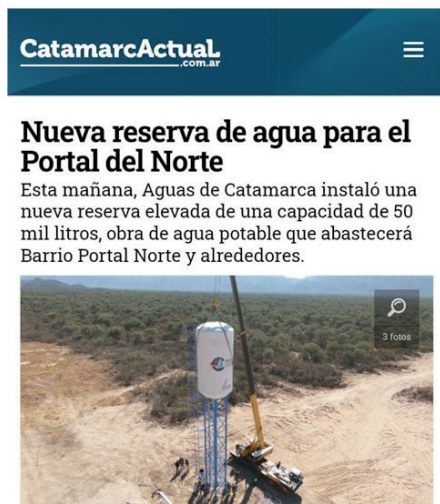 CatamarcActual
.com.ar
Nueva reserva de agua para el
Portal del Norte
Esta mañana, Aguas de Catamarca instaló una
nueva reserva elevada de una capacidad de 50
mil litros, obra de agua potable que abastecerá
Barrio Portal Norte y alrededores.
3 fotos